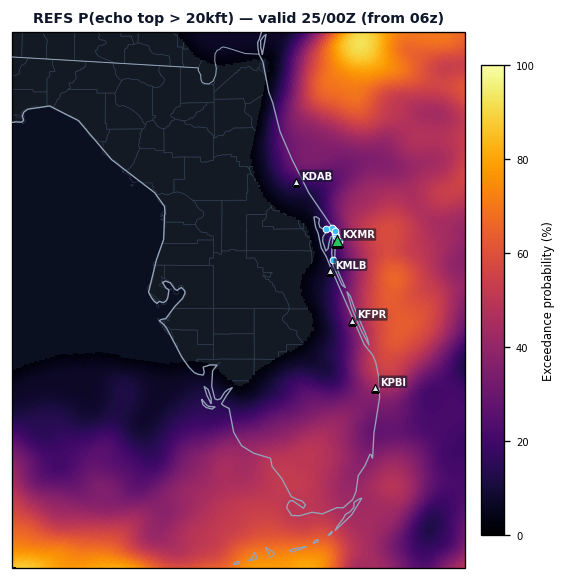 REFS P(echo top > 20kft) — valid 25/00Z (from 06z)
KDAB
KXMR
KMLB
KFPR
KPBI
100
80
60
40
20
0
Exceedance probability (%)